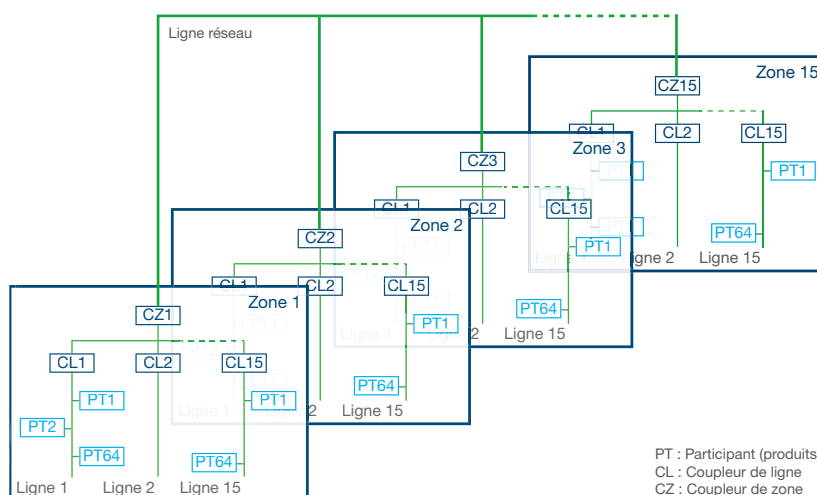 Ligne réseau
Zone 15
CZ15
CL1
CL2
CL15
PT1
PT64
Ligne 15
Zone 3
CZ3
CL1
CL2
CL15
PT1
PT64
Ligne 15
Zone 2
CZ2
CL1
CL2
CL15
PT1
PT64
Ligne 15
Zone 1
CZ1
CL1
CL2
CL15
PT1
PT2
PT64
PT1
PT64
Ligne 1
Ligne 2
Ligne 15
PT : Participant (produits
CL : Coupleur de ligne
CZ : Coupleur de zone